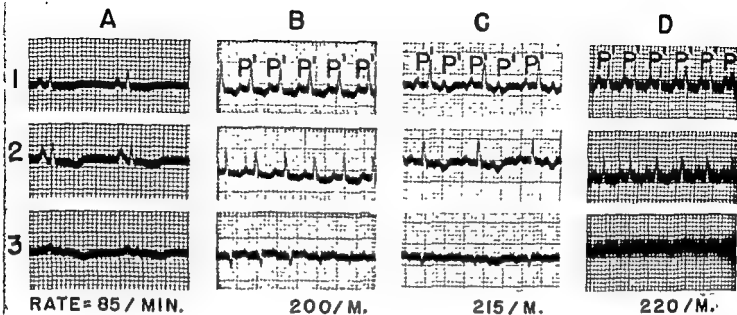 A B C D
1 P' P' P' P' P' P' P' P' P' P' P' P' P' P
2
3
RATE = 85 / MIN. 200 / M. 215 / M. 220 / M.